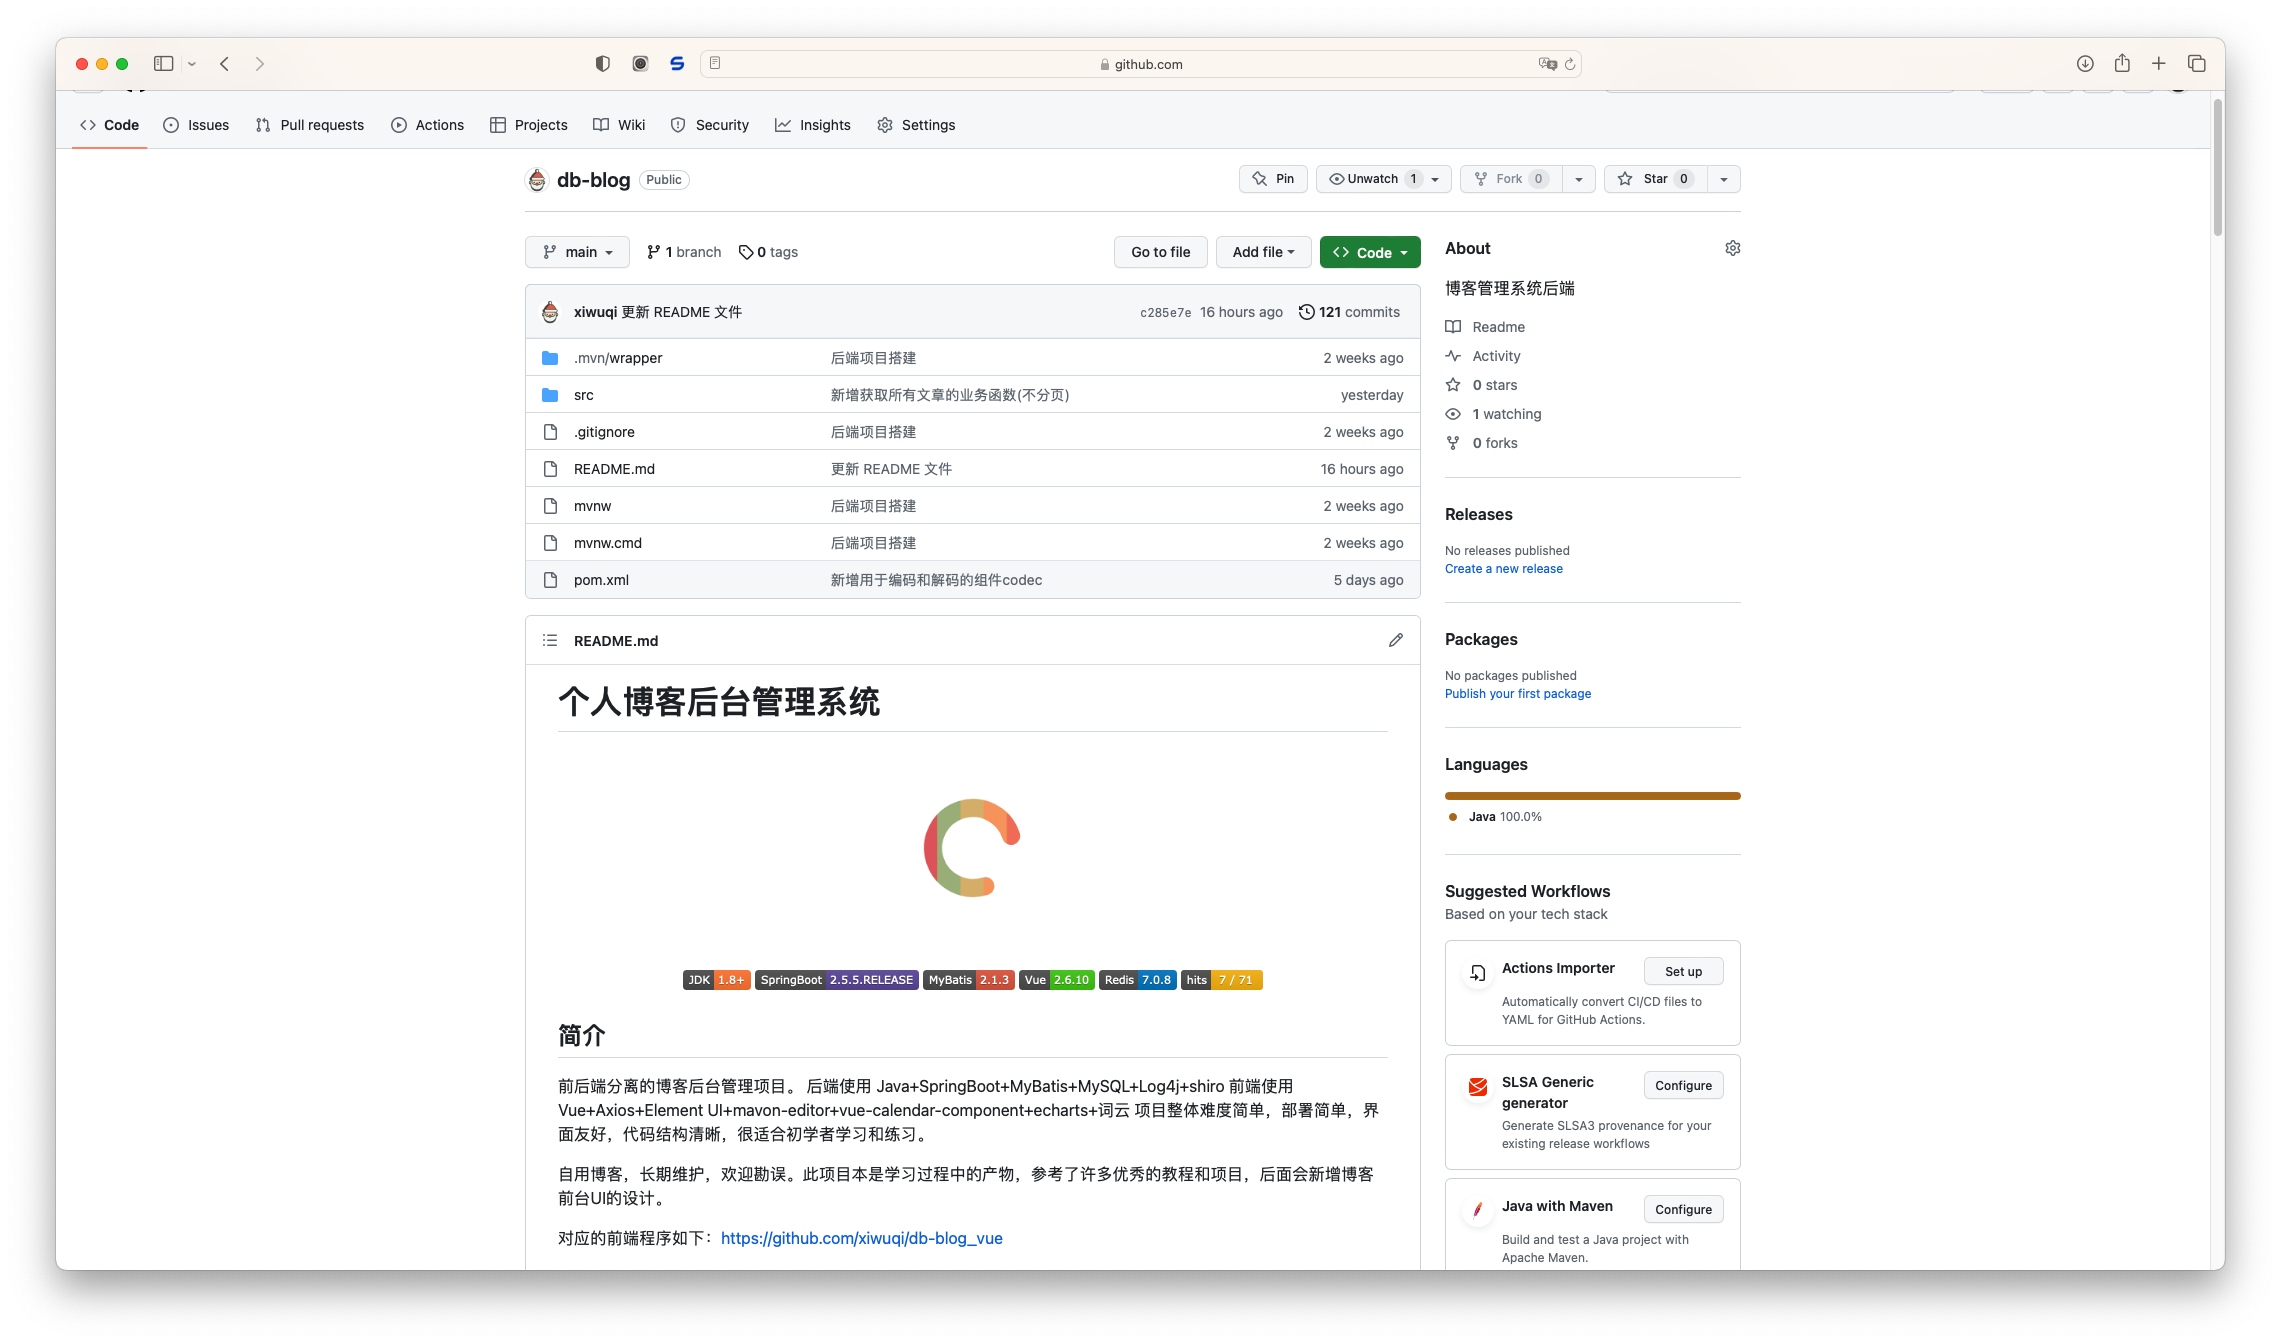 github.com
Code Issues Pull requests Actions Projects Wiki Security Insights Settings
db-blog Public Pin Unwatch 1 Fork 0 Star 0
main 1 branch 0 tags Go to file Add file Code
xiwuqi 更新 README 文件 c285e7e 16 hours ago 121 commits
.mvn/wrapper 后端项目搭建 2 weeks ago
src 新增获取所有文章的业务函数(不分页) yesterday
.gitignore 后端项目搭建 2 weeks ago
README.md 更新 README 文件 16 hours ago
mvnw 后端项目搭建 2 weeks ago
mvnw.cmd 后端项目搭建 2 weeks ago
pom.xml 新增用于编码和解码的组件codec 5 days ago
README.md
个人博客后台管理系统
JDK 1.8+ SpringBoot 2.5.5.RELEASE MyBatis 2.1.3 Vue 2.6.10 Redis 7.0.8 hits 7 / 71
简介
前后端分离的博客后台管理项目。 后端使用 Java+SpringBoot+MyBatis+MySQL+Log4j+shiro 前端使用
Vue+Axios+Element UI+mavon-editor+vue-calendar-component+echarts+词云 项目整体难度简单，部署简单，界
面友好，代码结构清晰，很适合初学者学习和练习。
自用博客，长期维护，欢迎勘误。此项目本是学习过程中的产物，参考了许多优秀的教程和项目，后面会新增博客
前台UI的设计。
对应的前端程序如下：https://github.com/xiwuqi/db-blog_vue
About
博客管理系统后端
Readme
Activity
0 stars
1 watching
0 forks
Releases
No releases published
Create a new release
Packages
No packages published
Publish your first package
Languages
Java 100.0%
Suggested Workflows
Based on your tech stack
Actions Importer Set up
Automatically convert CI/CD files to
YAML for GitHub Actions.
SLSA Generic Configure
generator
Generate SLSA3 provenance for your
existing release workflows
Java with Maven Configure
Build and test a Java project with
Apache Maven.